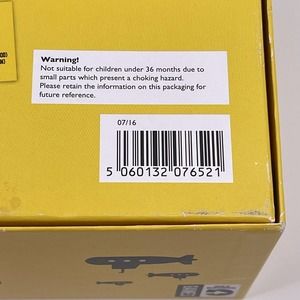 Warning!
Not suitable for children under 36 months due to
small parts which present a choking hazard.
Please retain the information on this packaging for
future reference.
07/16
5 060132 076521